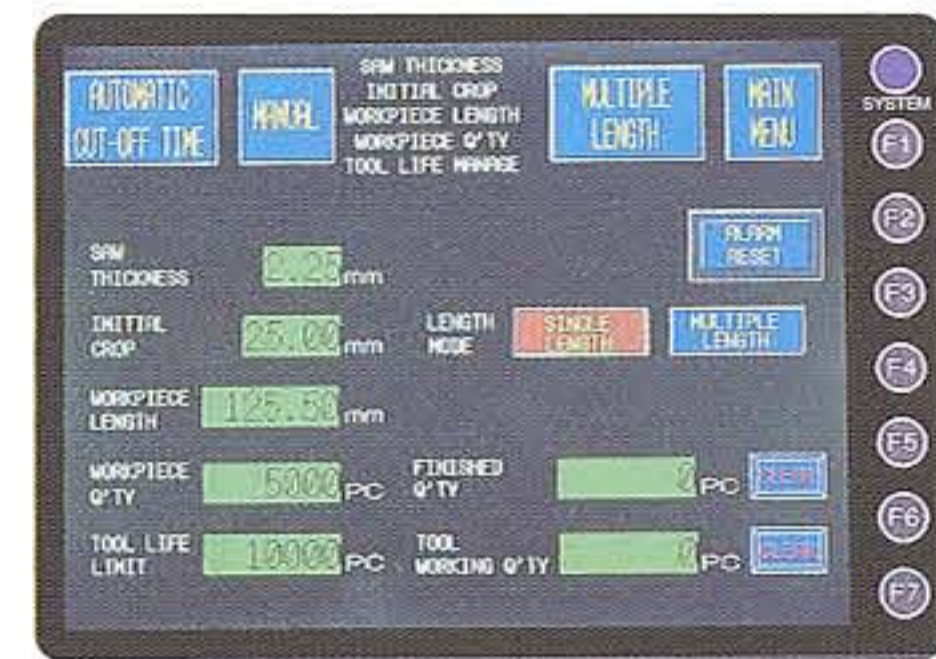 AUTOMATIC
CUT-OFF TIME
MANUAL
SAW THICKNESS
INITIAL CROP
WORKPIECE LENGTH
WORKPIECE Q'TY
TOOL LIFE MANAGE
MULTIPLE
LENGTH
MAIN
MENU
SYSTEM
F1
ALARM
RESET
F2
SAW
THICKNESS
2.25 mm
F3
INITIAL
CROP
25.00 mm
LENGTH
MODE
SINGLE
LENGTH
MULTIPLE
LENGTH
F4
WORKPIECE
LENGTH
125.50 mm
F5
WORKPIECE
Q'TY
5000 PC
FINISHED
Q'TY
0 PC
CLEAR
F6
TOOL LIFE
LIMIT
10000 PC
TOOL
WORKING Q'TY
0 PC
CLEAR
F7